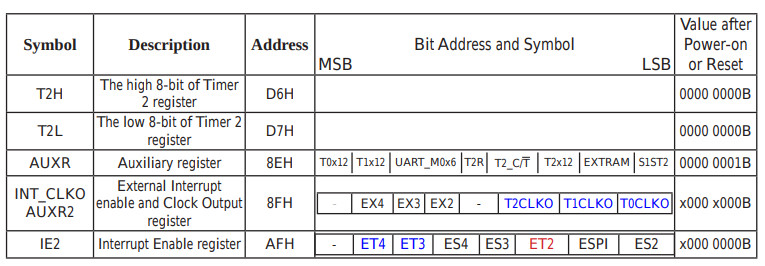 Symbol Description Address Bit Address and Symbol Value after
Power-on
or Reset
MSB LSB
T2H The high 8-bit of Timer
2 register D6H 0000 0000B
T2L The low 8-bit of Timer 2
register D7H 0000 0000B
AUXR Auxiliary register 8EH T0x12 T1x12 UART_M0x6 T2R T2_C/T̅ T2x12 EXTRAM S1ST2 0000 0001B
INT_CLKO
AUXR2 External Interrupt
enable and Clock Output
register 8FH - EX4 EX3 EX2 - T2CLKO T1CLKO T0CLKO x000 x000B
IE2 Interrupt Enable register AFH - ET4 ET3 ES4 ES3 ET2 ESPI ES2 x000 0000B